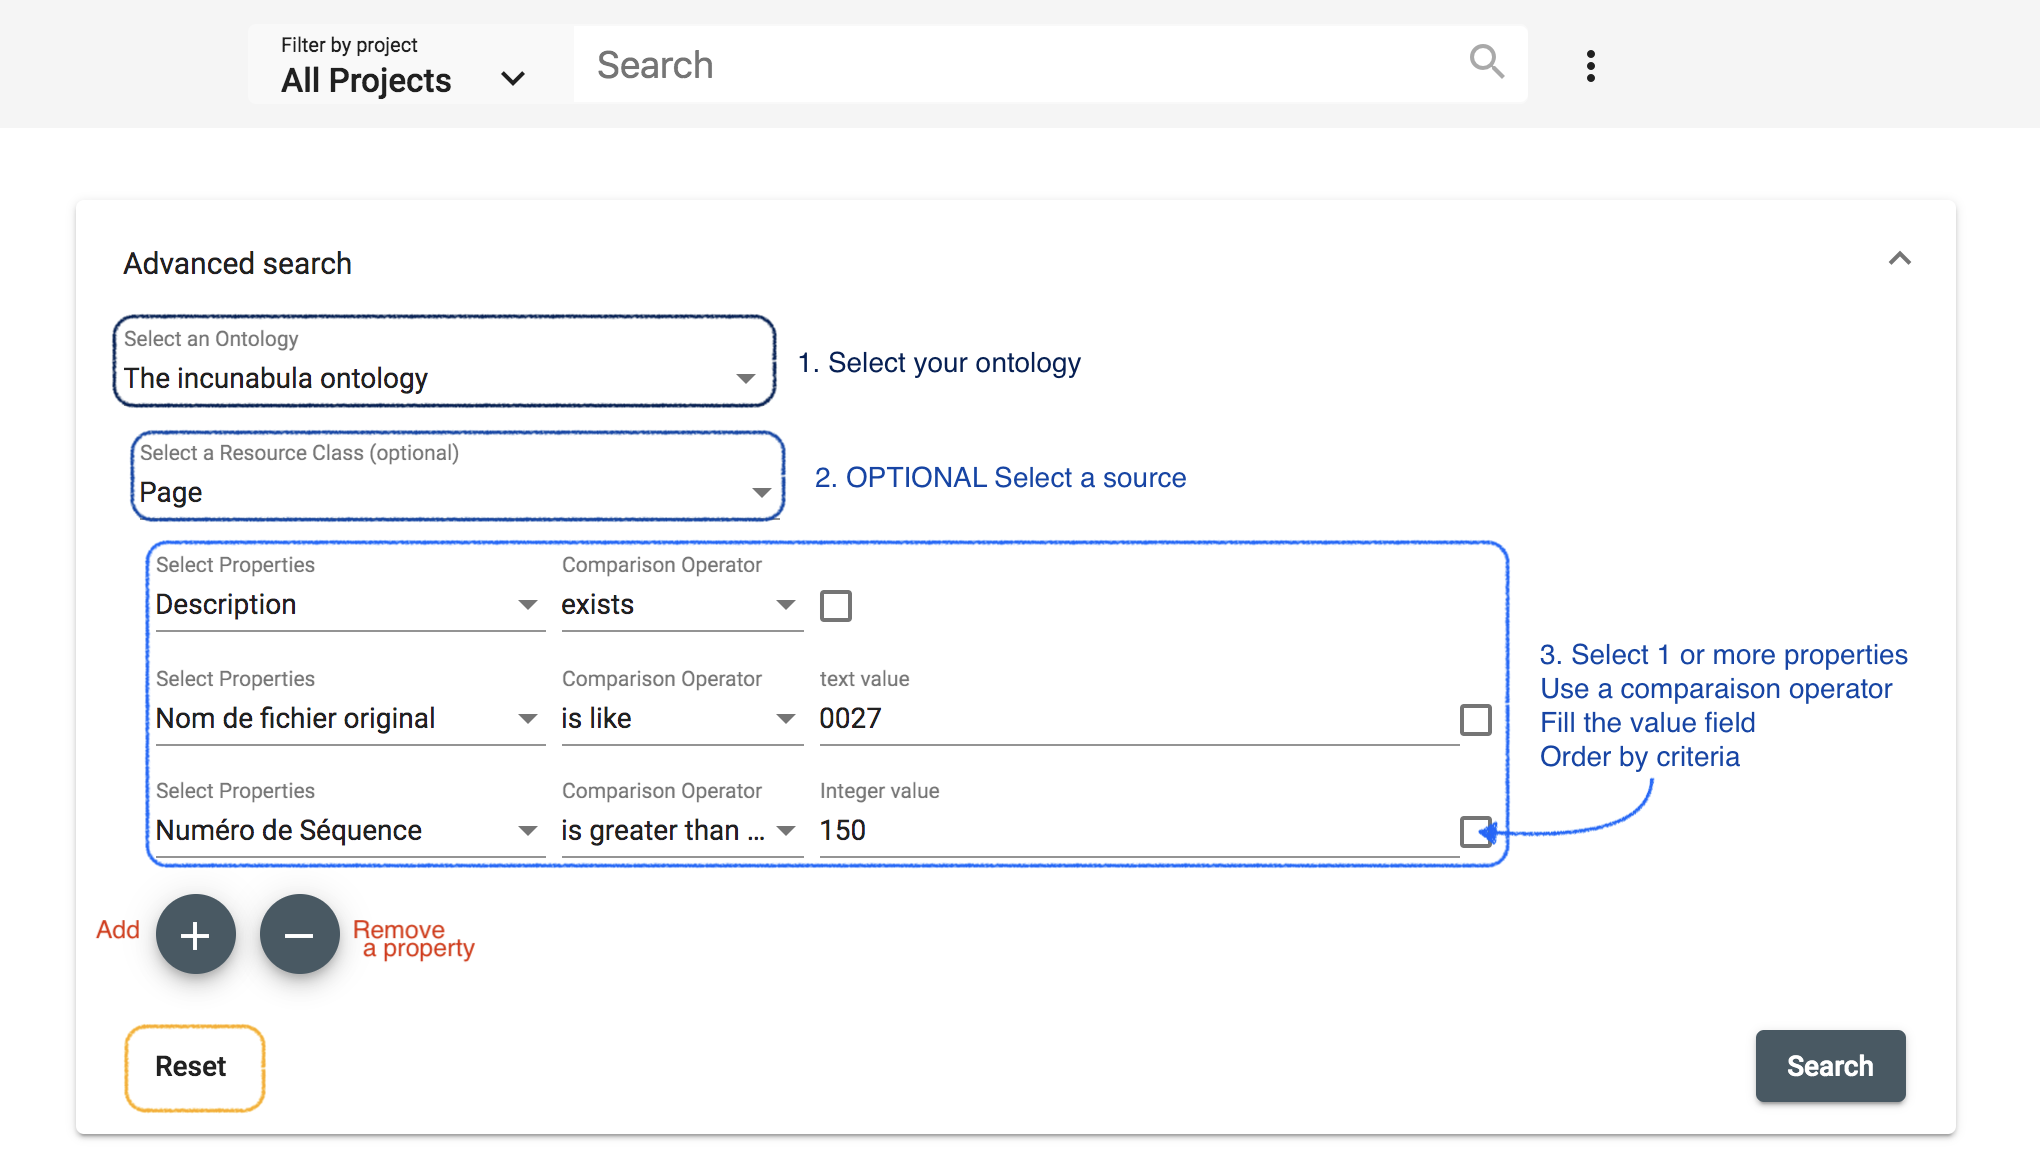 Filter by project
All Projects
Search
Advanced search
Select an Ontology
The incunabula ontology
1. Select your ontology
Select a Resource Class (optional)
Page
2. OPTIONAL Select a source
Select Properties
Comparison Operator
Description
exists
Select Properties
Comparison Operator
text value
Nom de fichier original
is like
0027
Select Properties
Comparison Operator
Integer value
Numéro de Séquence
is greater than ...
150
3. Select 1 or more properties
Use a comparaison operator
Fill the value field
Order by criteria
Add
Remove
a property
Reset
Search